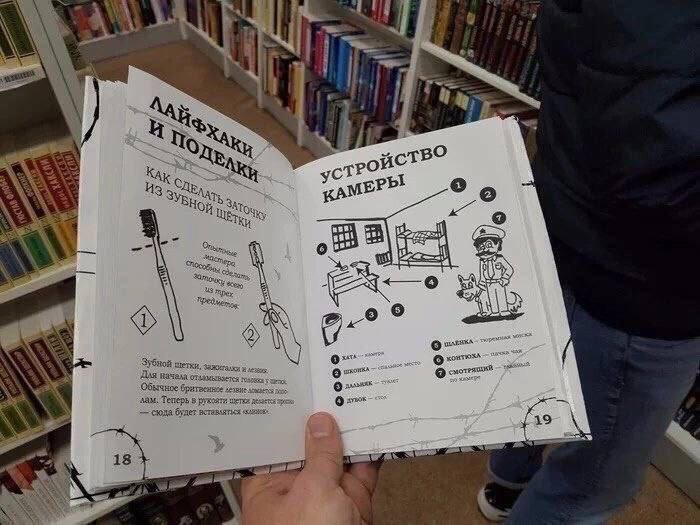 ЛАЙФХАКИ
И ПОДЕЛКИ
КАК СДЕЛАТЬ ЗАТОЧКУ
ИЗ ЗУБНОЙ ЩЁТКИ
Опытные
мастера
способны сделать
заточку всего
из трех
предметов:
1
2
Зубной щетки, зажигалки и лезвия.
Для начала отламывается головка у щетки.
Обычное бритвенное лезвие ломается попо-
лам. Теперь в рукояти щетки делается пропил
— сюда будет вставляться «клинок».
18
УСТРОЙСТВО
КАМЕРЫ
1
2
7
6
4
5
3
1 ХАТА — камера
2 ШКОНКА — спальное место
3 ДАЛЬНЯК — туалет
4 ДУБОК — стол
5 ШЛЁНКА — тюремная миска
6 КОНТЮХА — пачка чая
7 СМОТРЯЩИЙ — главный
по камере
19